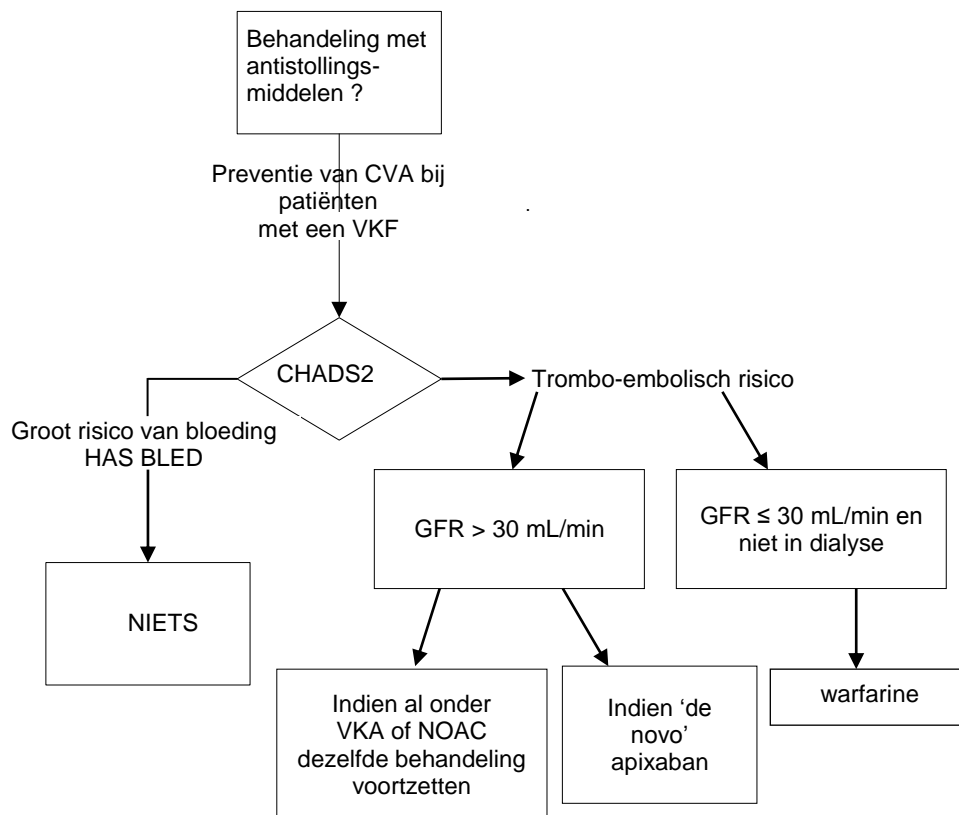 Behandeling met
antistollings-
middelen ?
Preventie van CVA bij
patiënten
met een VKF
.
CHADS2
Trombo-embolisch risico
Groot risico van bloeding
HAS BLED
NIETS
GFR > 30 mL/min
GFR ≤ 30 mL/min en
niet in dialyse
Indien al onder
VKA of NOAC
dezelfde behandeling
voortzetten
Indien ‘de
novo’
apixaban
warfarine